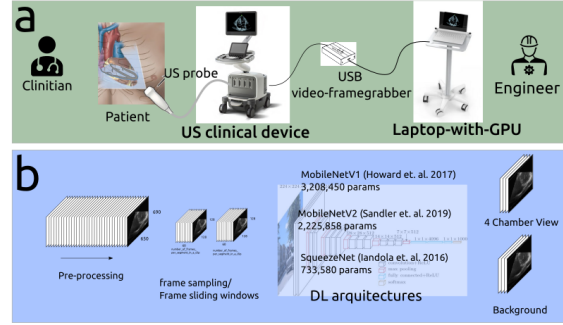 a
Clinitian
Patient
US probe
US clinical device
USB
video-framegrabber
Laptop-with-GPU
Engineer
b
690
630
Pre-processing
frame sampling/
Frame sliding windows
MobileNetV1 (Howard et. al. 2017)
3,208,450 params
MobileNetV2 (Sandler et. al. 2019)
2,225,858 params
SqueezeNet (Iandola et. al, 2016)
733,580 params
DL arquitectures
4 Chamber View
Background